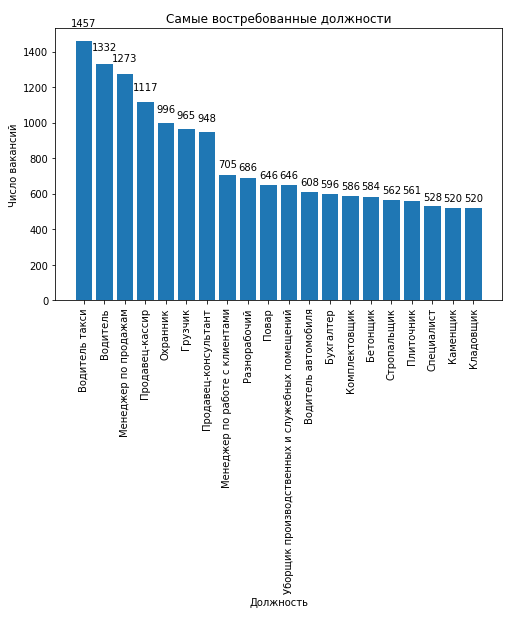 Самые востребованные должности
1457
1332
1273
1117
996
965
948
705
686
646
646
608
596
586
584
562
561
528
520
520
Число вакансий
1400
1200
1000
800
600
400
200
0
Водитель такси
Водитель
Менеджер по продажам
Продавец-кассир
Охранник
Грузчик
Продавец-консультант
Менеджер по работе с клиентами
Разнорабочий
Повар
Уборщик производственных и служебных помещений
Водитель автомобиля
Бухгалтер
Комплектовщик
Бетонщик
Стропальщик
Плиточник
Специалист
Каменщик
Кладовщик
Должность